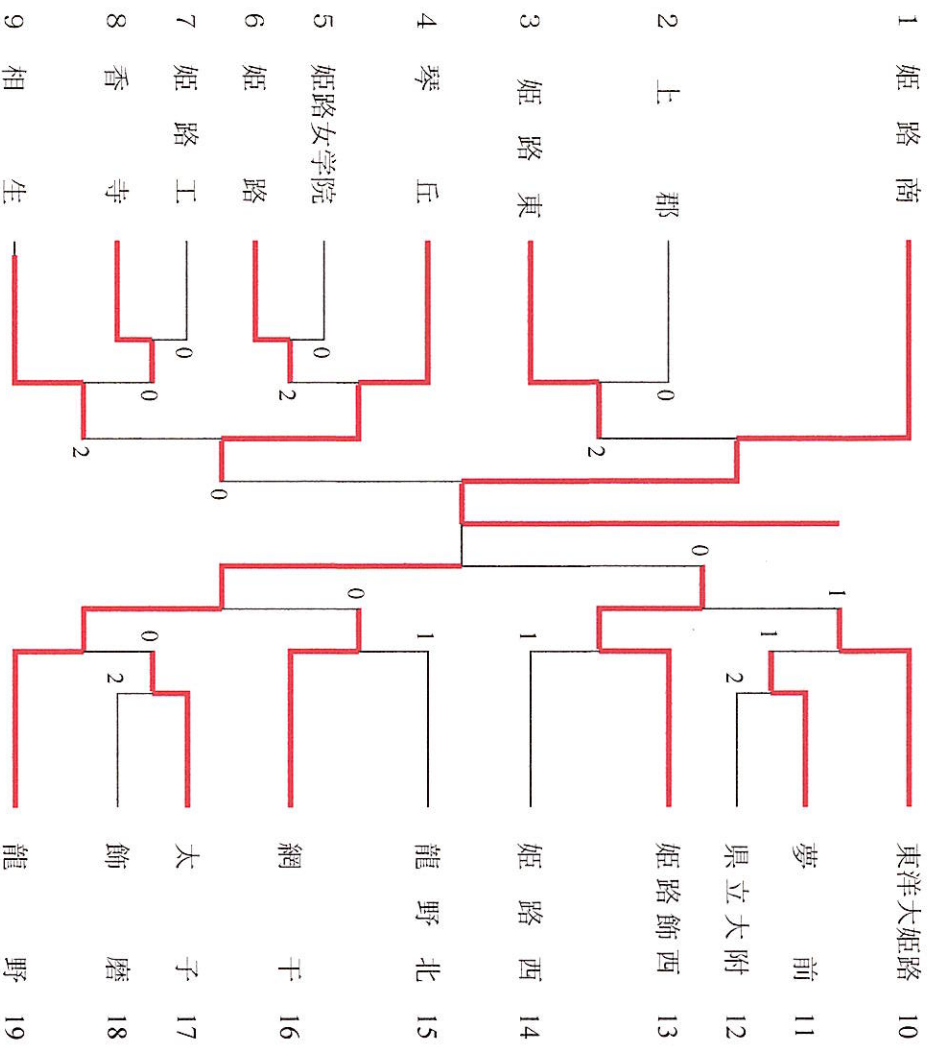 1 姫路商
2 上郡
3 姫路東
4 琴丘
5 姫路女学院
6 姫路
7 姫路工
8 香寺
9 相生
0
2
0
2
0
0
2
0
0
1
1
2
1
0
1
0
2
東洋大姫路 10
夢前 11
県立大附 12
姫路飾西 13
姫路西 14
龍野北 15
網干 16
太子 17
飾磨 18
龍野 19